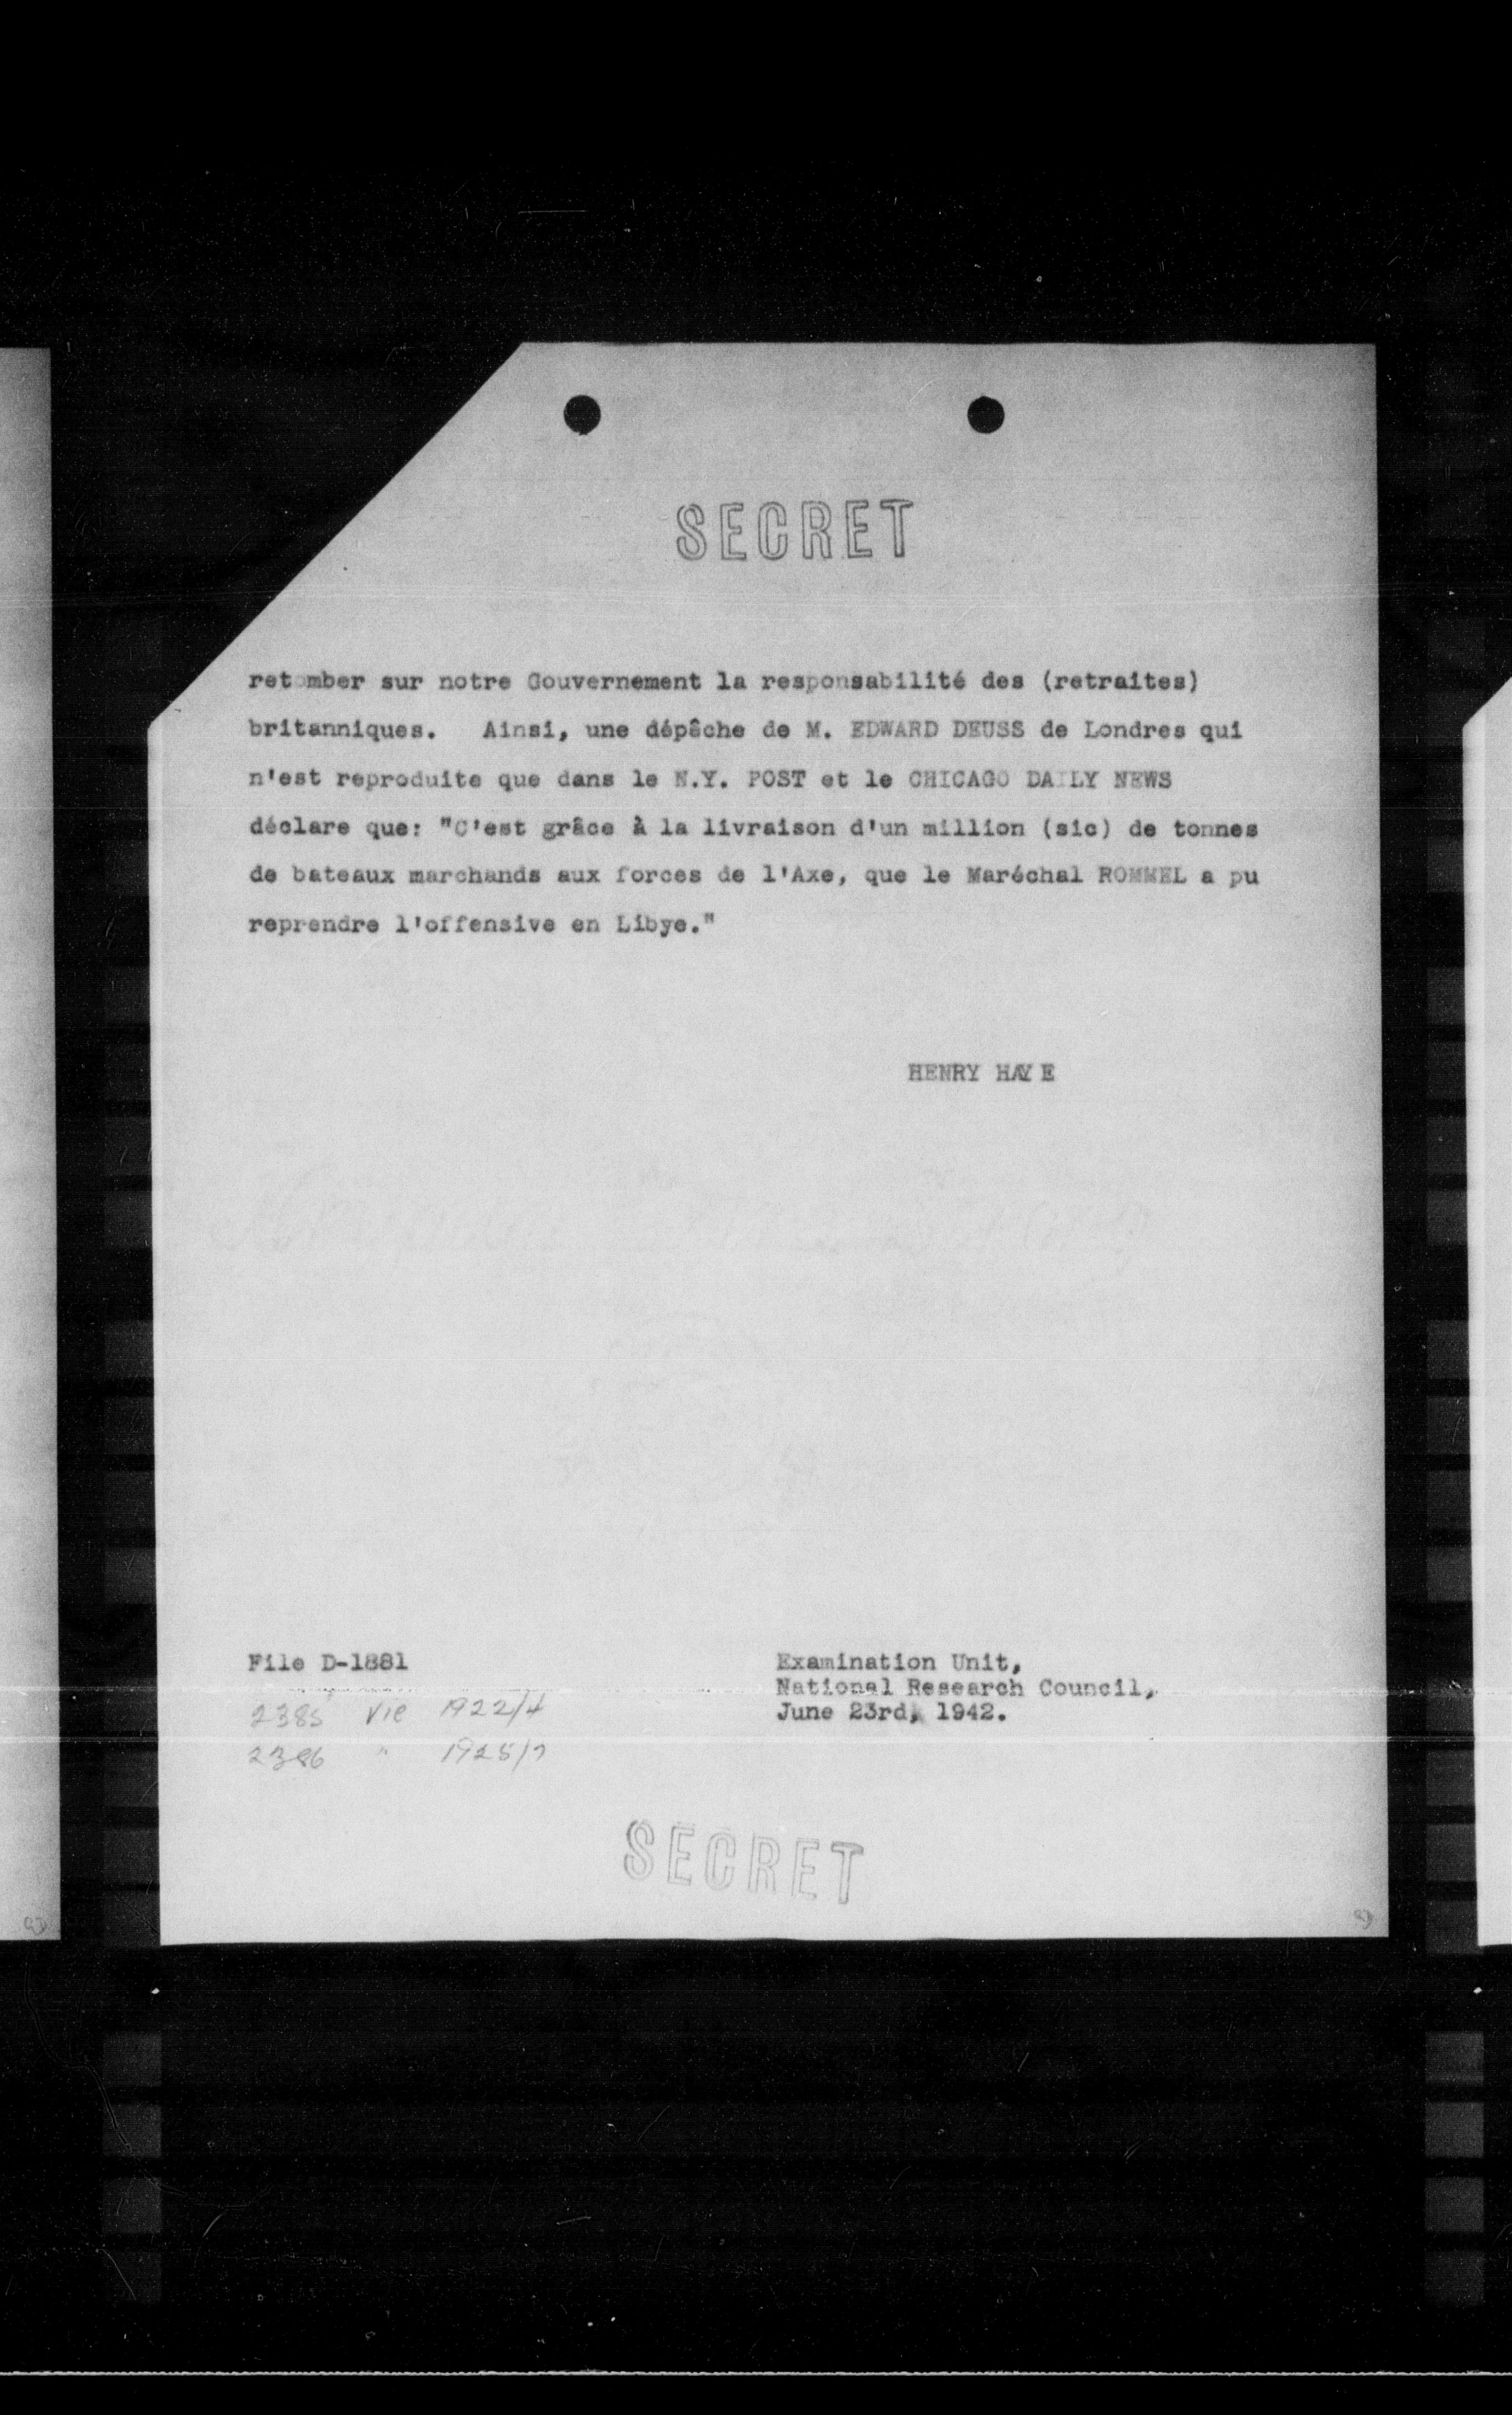 SECRET
retomber sur notre Gouvernement la responsabilité des (retraites)
britanniques. Ainsi, une dépêche de M. EDWARD DEUSS de Londres qui
n'est reproduite que dans le N.Y. POST et le CHICAGO DAILY NEWS
déclare que: "C'est grâce à la livraison d'un million (sic) de tonnes
de bateaux marchands aux forces de l'Axe, que le Maréchal ROMMEL a pu
reprendre l'offensive en Libye."
HENRY HAYE
File D-1881
Examination Unit,
National Research Council,
June 23rd, 1942.
2385 Vie 1922/4
2386 " 1925/7
SECRET